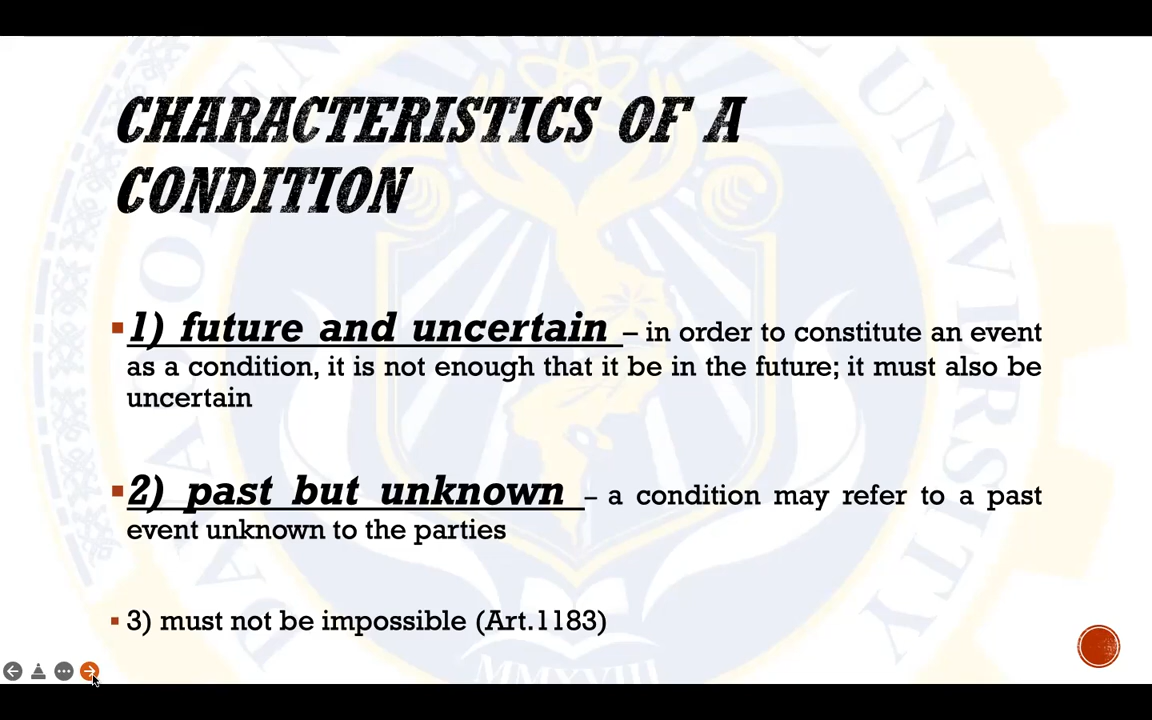 CHARACTERISTICS OF A
CONDITION
▪1) future and uncertain – in order to constitute an event
as a condition, it is not enough that it be in the future; it must also be
uncertain
▪2) past but unknown – a condition may refer to a past
event unknown to the parties
▪ 3) must not be impossible (Art.1183)
UNIVERSITY
MMXVIII